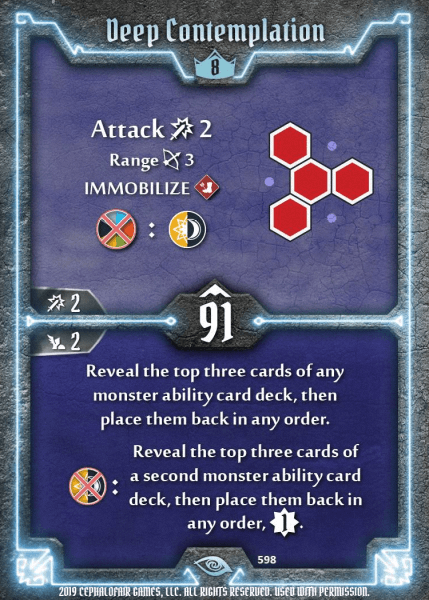 Deep Contemplation
8
Attack 2
Range 3
IMMOBILIZE
:
2
91
2
Reveal the top three cards of any
monster ability card deck, then
place them back in any order.
Reveal the top three cards of
: a second monster ability card
deck, then place them back in
any order, 1.
598
2019 CEPHALOFAIR GAMES, LLC. ALL RIGHTS RESERVED. USED WITH PERMISSION.